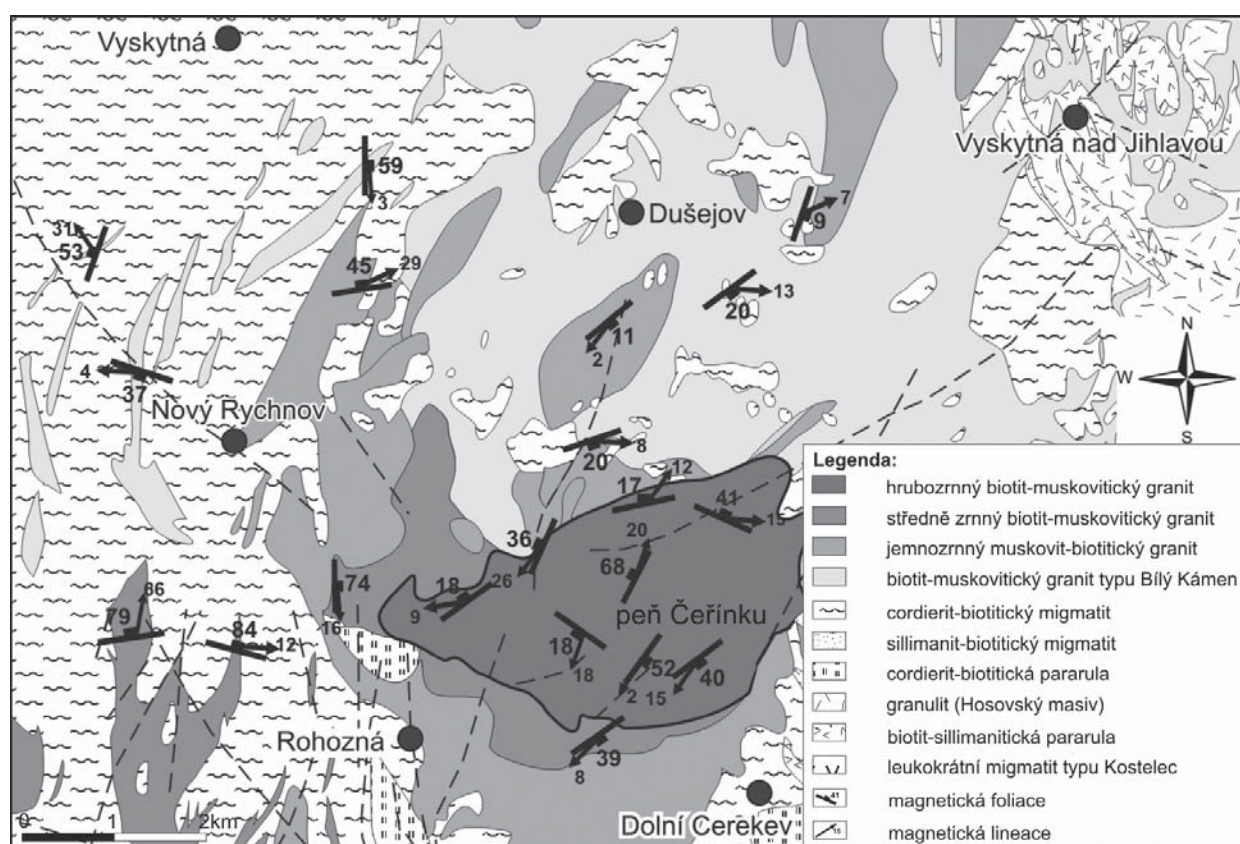 Vyskytná
Vyskytná nad Jihlavou
59
3
Dušejov
7
9
31
53
45
29
13
20
11
2
4
37
Nový Rychnov
N
W
E
S
8
20
12
17
41
15
36
20
68
18
26
9
peň Čeřínku
74
16
86
79
84
12
18
18
52
2
15
40
39
8
Rohozná
Dolní Cerekev
0 1 2km
Legenda:
hrubozrnný biotit-muskovitický granit
středně zrnný biotit-muskovitický granit
jemnozrnný muskovit-biotitický granit
biotit-muskovitický granit typu Bílý Kámen
cordierit-biotitický migmatit
sillimanit-biotitický migmatit
cordierit-biotitická pararula
granulit (Hosovský masiv)
biotit-sillimanitická pararula
leukokrátní migmatit typu Kostelec
41 magnetická foliace
magnetická lineace